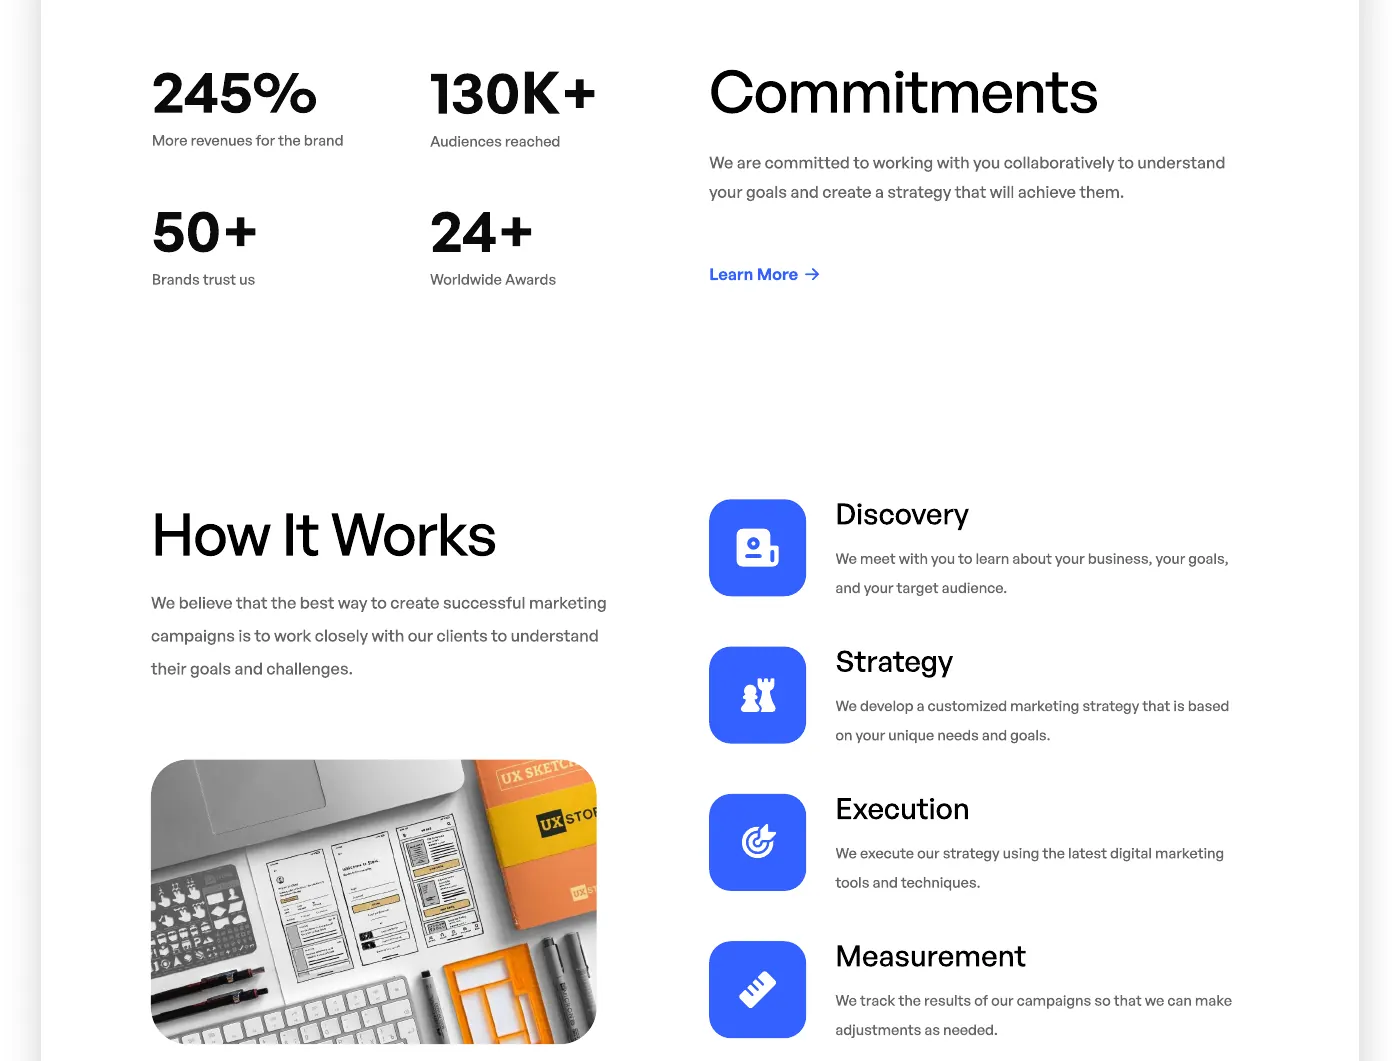 245%
More revenues for the brand
130K+
Audiences reached
50+
Brands trust us
24+
Worldwide Awards
Commitments
We are committed to working with you collaboratively to understand
your goals and create a strategy that will achieve them.
Learn More →
How It Works
We believe that the best way to create successful marketing
campaigns is to work closely with our clients to understand
their goals and challenges.
UX SKETCH
UX STOR
UX ST
Discovery
We meet with you to learn about your business, your goals,
and your target audience.
Strategy
We develop a customized marketing strategy that is based
on your unique needs and goals.
Execution
We execute our strategy using the latest digital marketing
tools and techniques.
Measurement
We track the results of our campaigns so that we can make
adjustments as needed.